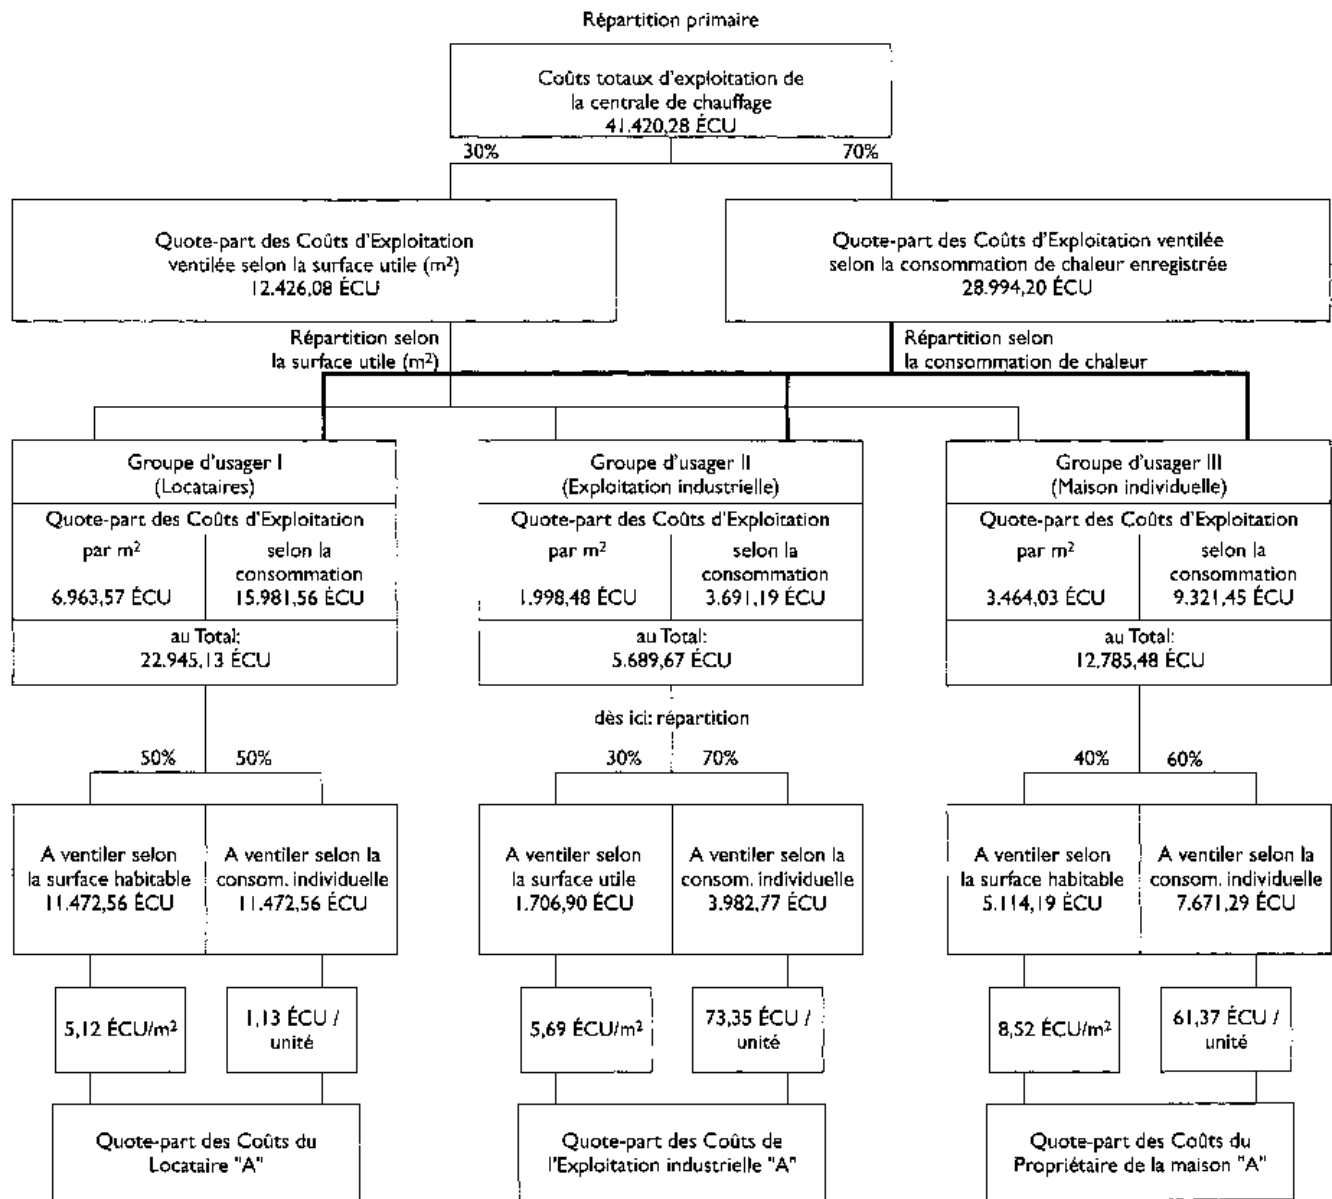 Répartition primaire
Coûts totaux d'exploitation de
la centrale de chauffage
41.420,28 ÉCU
30%
70%
Quote-part des Coûts d'Exploitation
ventilée selon la surface utile (m²)
12.426,08 ÉCU
Quote-part des Coûts d'Exploitation ventilée
selon la consommation de chaleur enregistrée
28.994,20 ÉCU
Répartition selon
la surface utile (m²)
Répartition selon
la consommation de chaleur
Groupe d'usager I
(Locataires)
Quote-part des Coûts d'Exploitation
par m²
6.963,57 ÉCU
selon la
consommation
15.981,56 ÉCU
au Total:
22.945,13 ÉCU
Groupe d'usager II
(Exploitation industrielle)
Quote-part des Coûts d'Exploitation
par m²
1.998,48 ÉCU
selon la
consommation
3.691,19 ÉCU
au Total:
5.689,67 ÉCU
Groupe d'usager III
(Maison individuelle)
Quote-part des Coûts d'Exploitation
par m²
3.464,03 ÉCU
selon la
consommation
9.321,45 ÉCU
au Total:
12.785,48 ÉCU
dès ici: répartition
50%
50%
30%
70%
40%
60%
A ventiler selon
la surface habitable
11.472,56 ÉCU
A ventiler selon la
consom. individuelle
11.472,56 ÉCU
A ventiler selon
la surface utile
1.706,90 ÉCU
A ventiler selon la
consom. individuelle
3.982,77 ÉCU
A ventiler selon
la surface habitable
5.114,19 ÉCU
A ventiler selon la
consom. individuelle
7.671,29 ÉCU
5,12 ÉCU/m²
1,13 ÉCU /
unité
5,69 ÉCU/m²
73,35 ÉCU /
unité
8,52 ÉCU/m²
61,37 ÉCU /
unité
Quote-part des Coûts du
Locataire "A"
Quote-part des Coûts de
l'Exploitation industrielle "A"
Quote-part des Coûts du
Propriétaire de la maison "A"